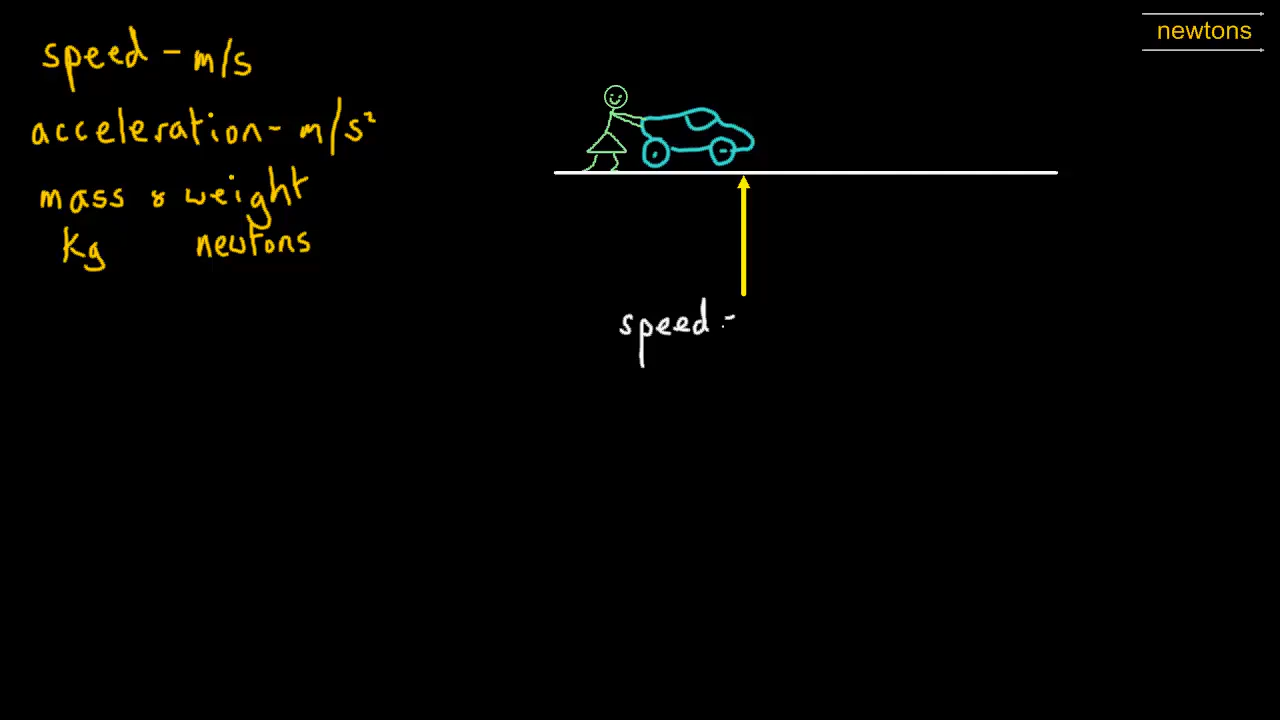 newtons
speed - m/s
acceleration - m/s²
mass & weight
kg newtons
speed =